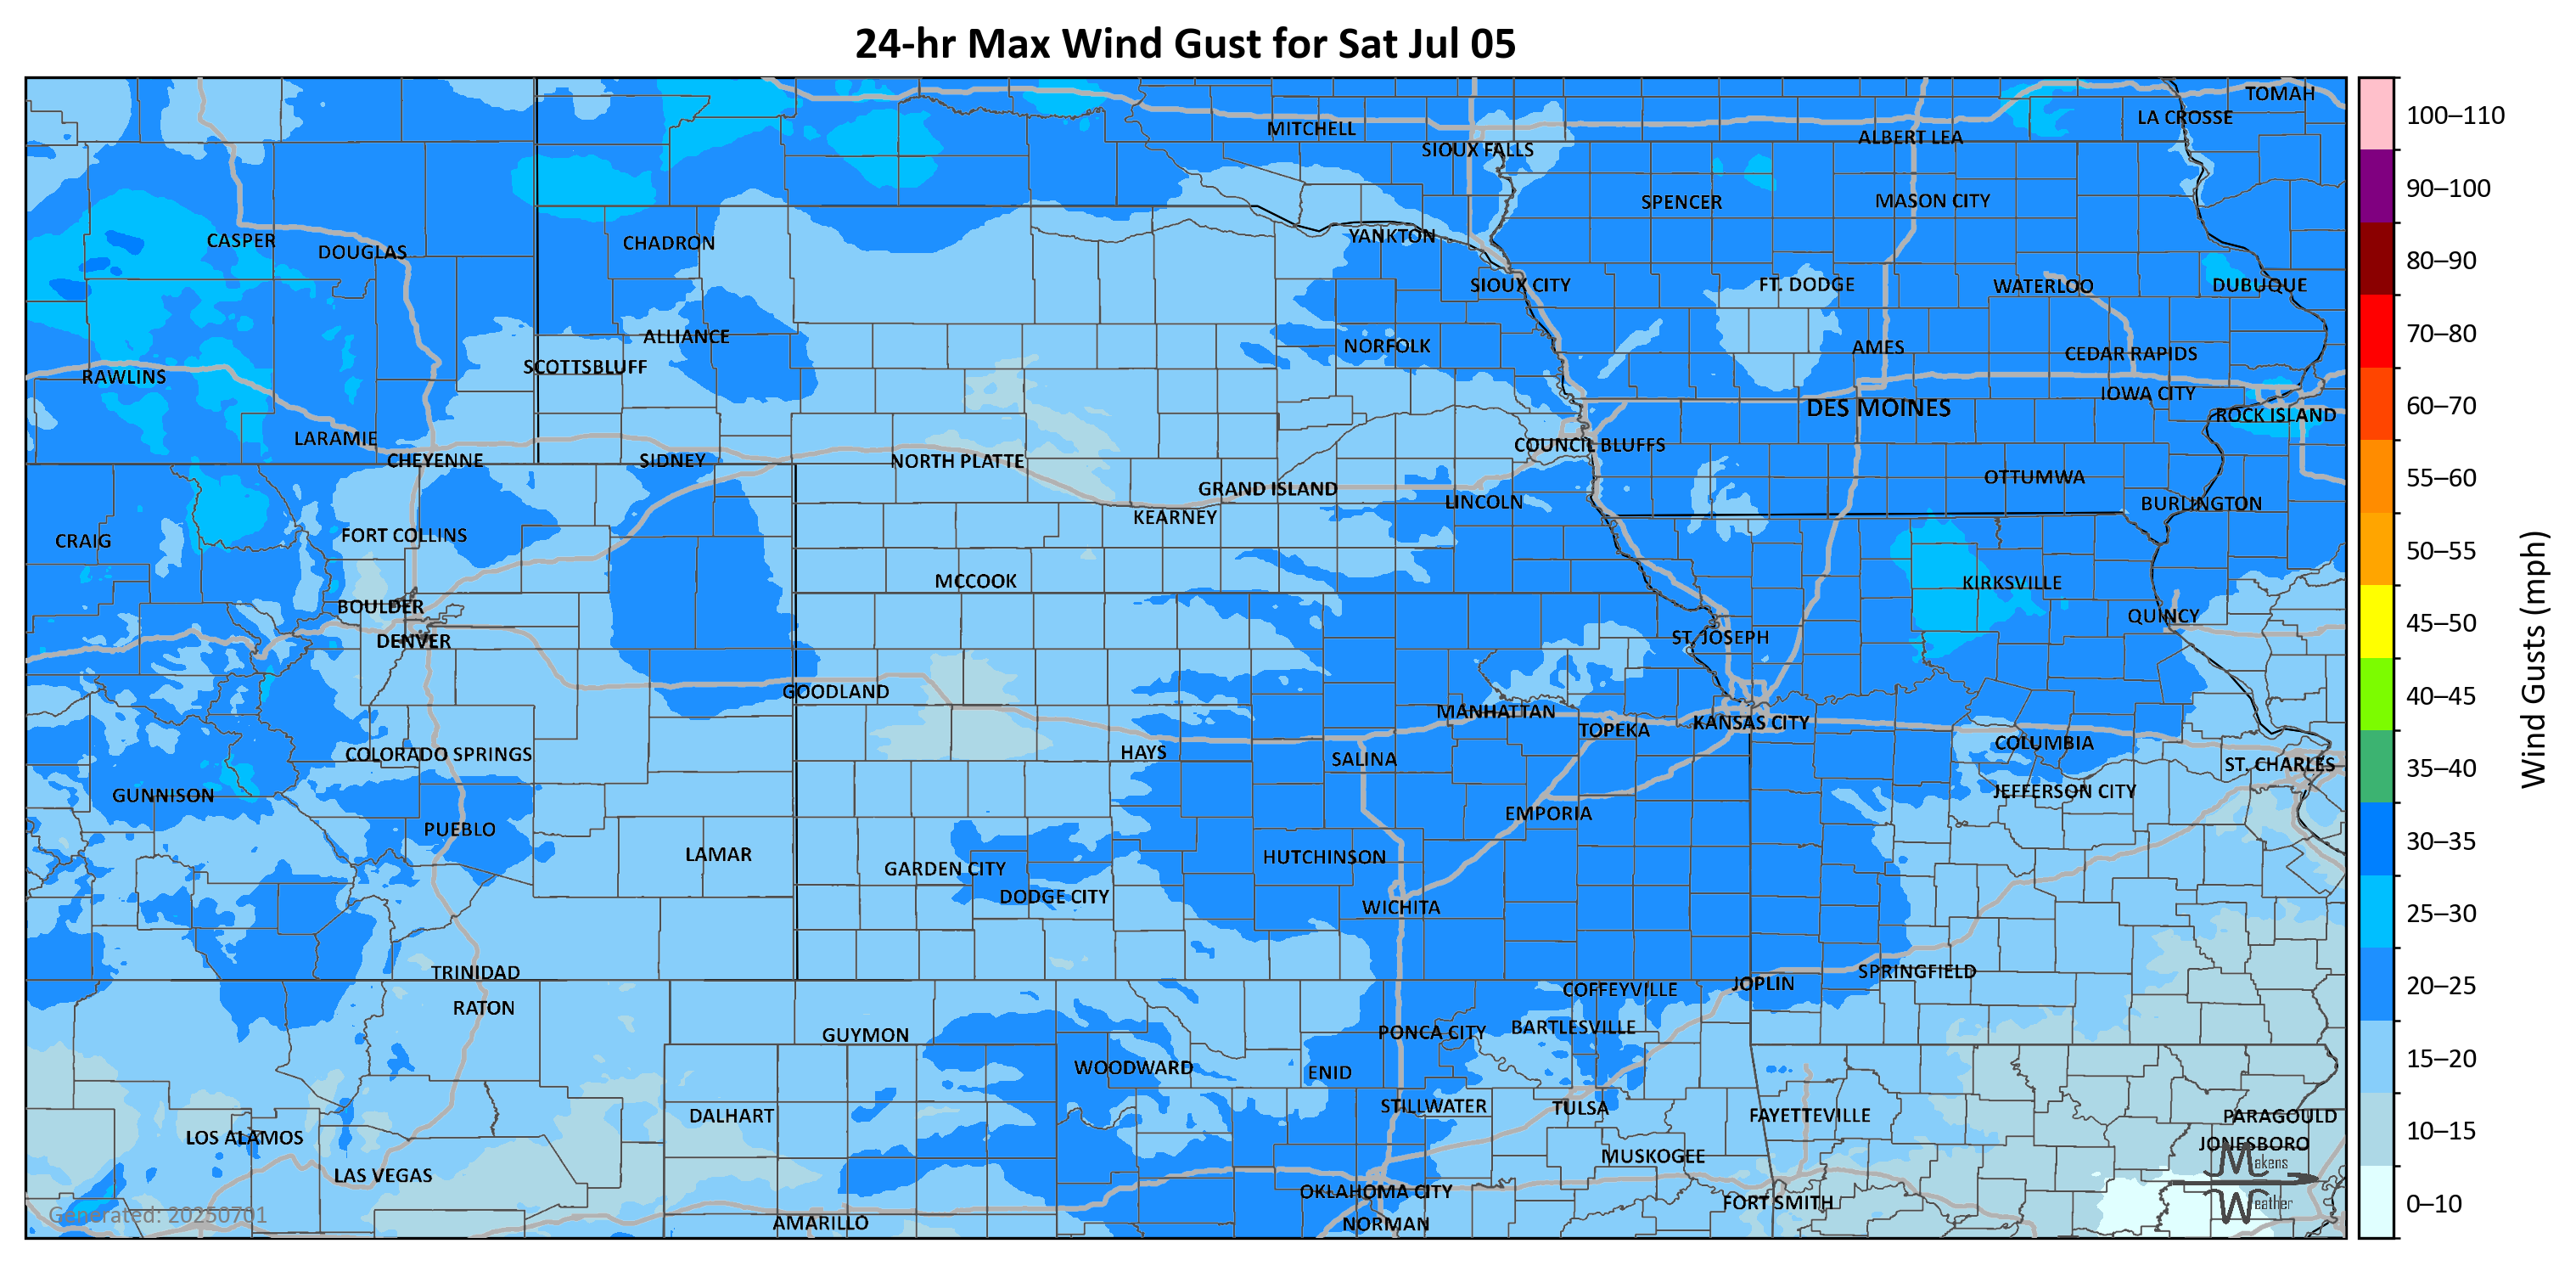 24-hr Max Wind Gust for Sat Jul 05
TOMAH
LA CROSSE
MITCHELL
ALBERT LEA
SIOUX FALLS
SPENCER
MASON CITY
CASPER
DOUGLAS
CHADRON
YANKTON
SIOUX CITY
FT. DODGE
WATERLOO
DUBUQUE
ALLIANCE
NORFOLK
AMES
CEDAR RAPIDS
SCOTTSBLUFF
RAWLINS
IOWA CITY
DES MOINES
ROCK ISLAND
LARAMIE
COUNCIL BLUFFS
CHEYENNE
SIDNEY
NORTH PLATTE
OTTUMWA
GRAND ISLAND
LINCOLN
BURLINGTON
KEARNEY
FORT COLLINS
CRAIG
MCCOOK
KIRKSVILLE
BOULDER
QUINCY
DENVER
ST. JOSEPH
GOODLAND
MANHATTAN
KANSAS CITY
TOPEKA
COLUMBIA
COLORADO SPRINGS
HAYS
SALINA
ST. CHARLES
GUNNISON
JEFFERSON CITY
EMPORIA
PUEBLO
LAMAR
HUTCHINSON
GARDEN CITY
DODGE CITY
WICHITA
TRINIDAD
SPRINGFIELD
JOPLIN
COFFEYVILLE
RATON
BARTLESVILLE
PONCA CITY
GUYMON
WOODWARD
ENID
STILLWATER
TULSA
DALHART
FAYETTEVILLE
PARAGOULD
LOS ALAMOS
JONESBORO
MUSKOGEE
LAS VEGAS
OKLAHOMA CITY
FORT SMITH
AMARILLO
NORMAN
Generated: 20250701
Makens
Weather
100–110
90–100
80–90
70–80
60–70
55–60
50–55
45–50
40–45
35–40
30–35
25–30
20–25
15–20
10–15
0–10
Wind Gusts (mph)